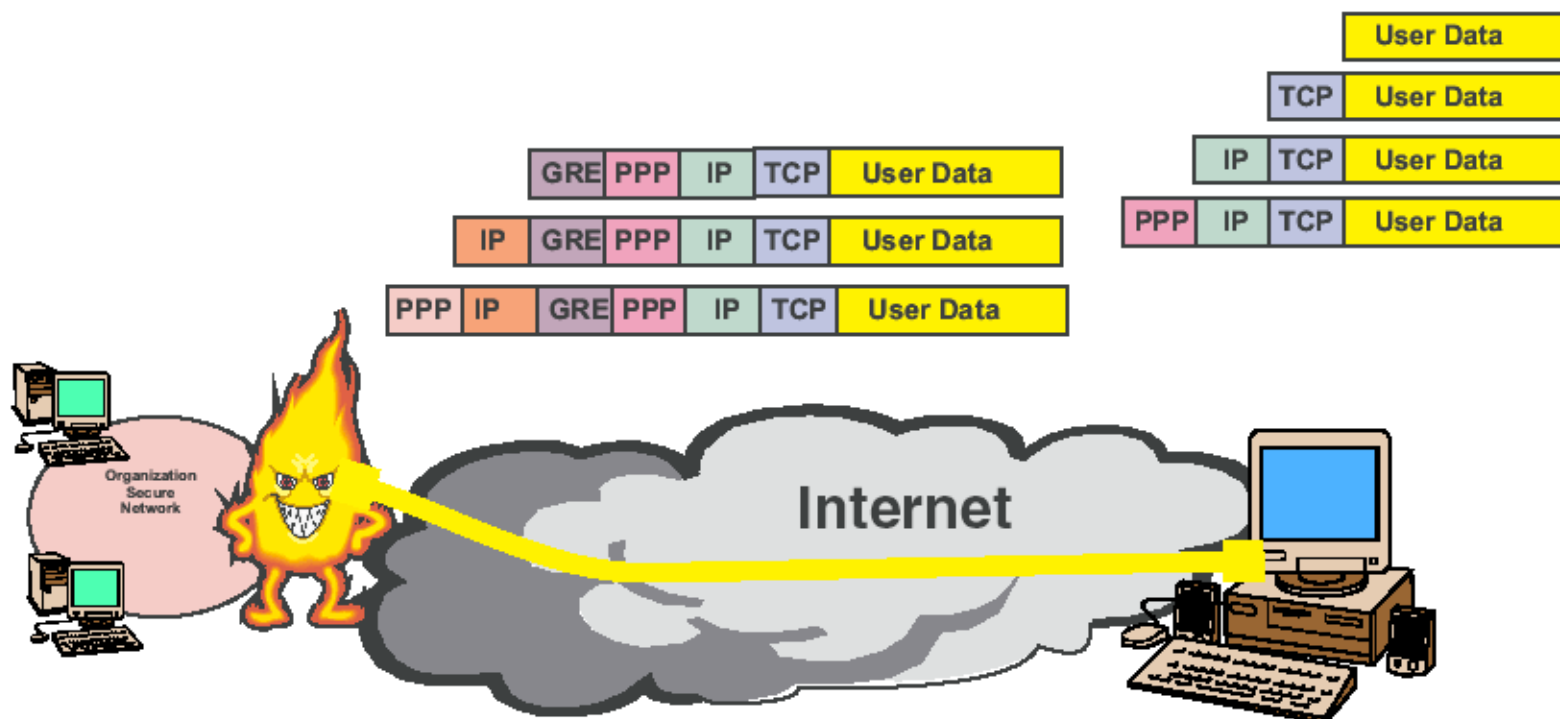 User Data
TCP User Data
IP TCP User Data
PPP IP TCP User Data
GRE PPP IP TCP User Data
IP GRE PPP IP TCP User Data
PPP IP GRE PPP IP TCP User Data
Organization
Secure
Network
Internet